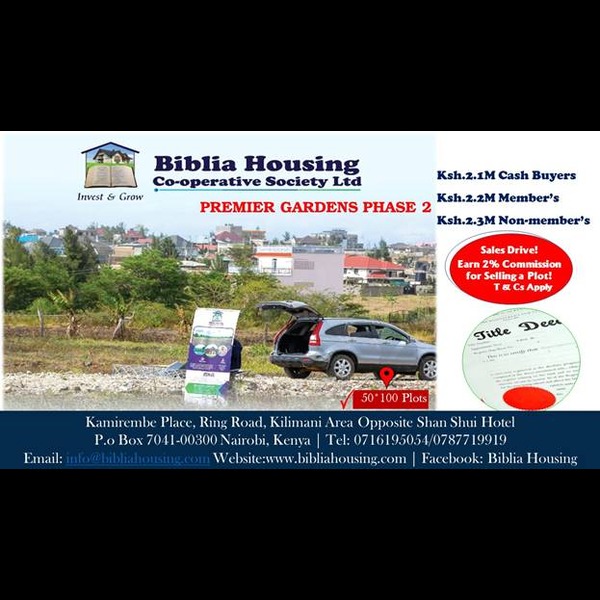 Biblia Housing
Co-operative Society Ltd
Invest & Grow
PREMIER GARDENS PHASE 2
Ksh.2.1M Cash Buyers
Ksh.2.2M Member's
Ksh.2.3M Non-member's
Sales Drive!
Earn 2% Commission
for Selling a Plot!
T & Cs Apply
Title Deed
50*100 Plots
Kamirembe Place, Ring Road, Kilimani Area Opposite Shan Shui Hotel
P.o Box 7041-00300 Nairobi, Kenya | Tel: 0716195054/0787719919
Email: info@bibliahousing.com Website:www.bibliahousing.com | Facebook: Biblia Housing